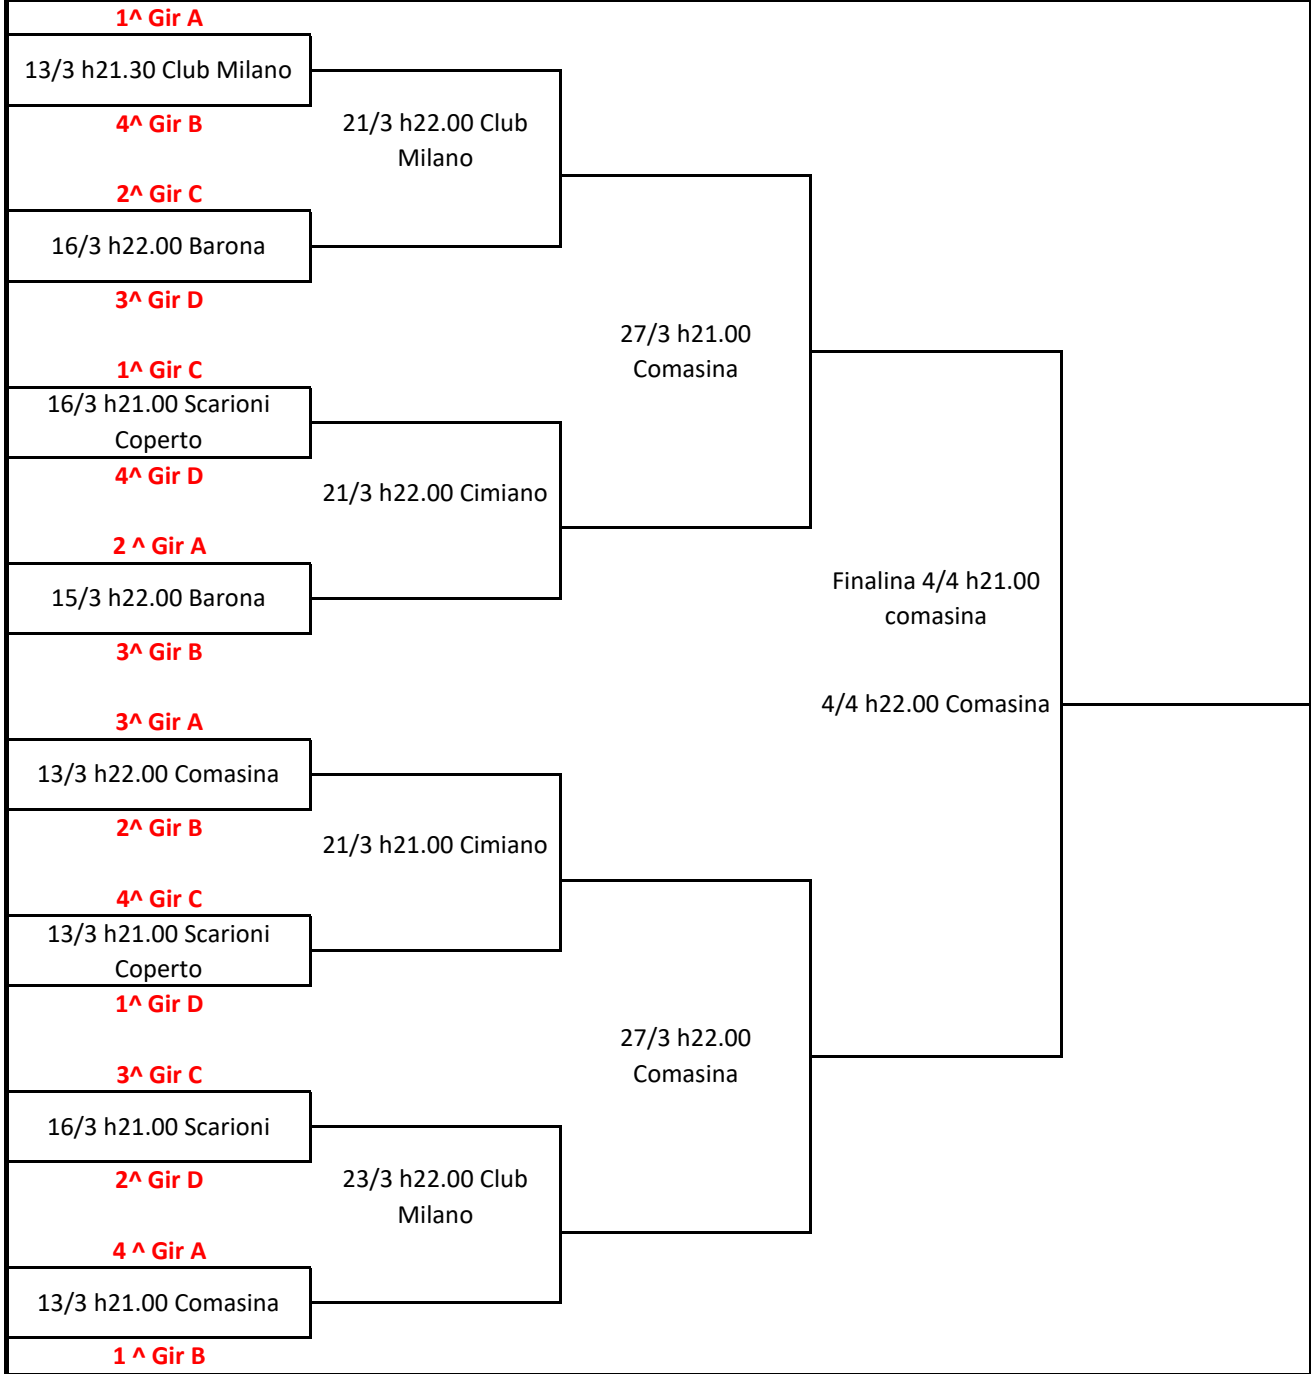 1^ Gir A
13/3 h21.30 Club Milano
4^ Gir B
21/3 h22.00 Club
Milano
2^ Gir C
16/3 h22.00 Barona
3^ Gir D
27/3 h21.00
Comasina
1^ Gir C
16/3 h21.00 Scarioni
Coperto
4^ Gir D
21/3 h22.00 Cimiano
2 ^ Gir A
15/3 h22.00 Barona
3^ Gir B
Finalina 4/4 h21.00
comasina
4/4 h22.00 Comasina
3^ Gir A
13/3 h22.00 Comasina
2^ Gir B
21/3 h21.00 Cimiano
4^ Gir C
13/3 h21.00 Scarioni
Coperto
1^ Gir D
27/3 h22.00
Comasina
3^ Gir C
16/3 h21.00 Scarioni
2^ Gir D
23/3 h22.00 Club
Milano
4 ^ Gir A
13/3 h21.00 Comasina
1 ^ Gir B